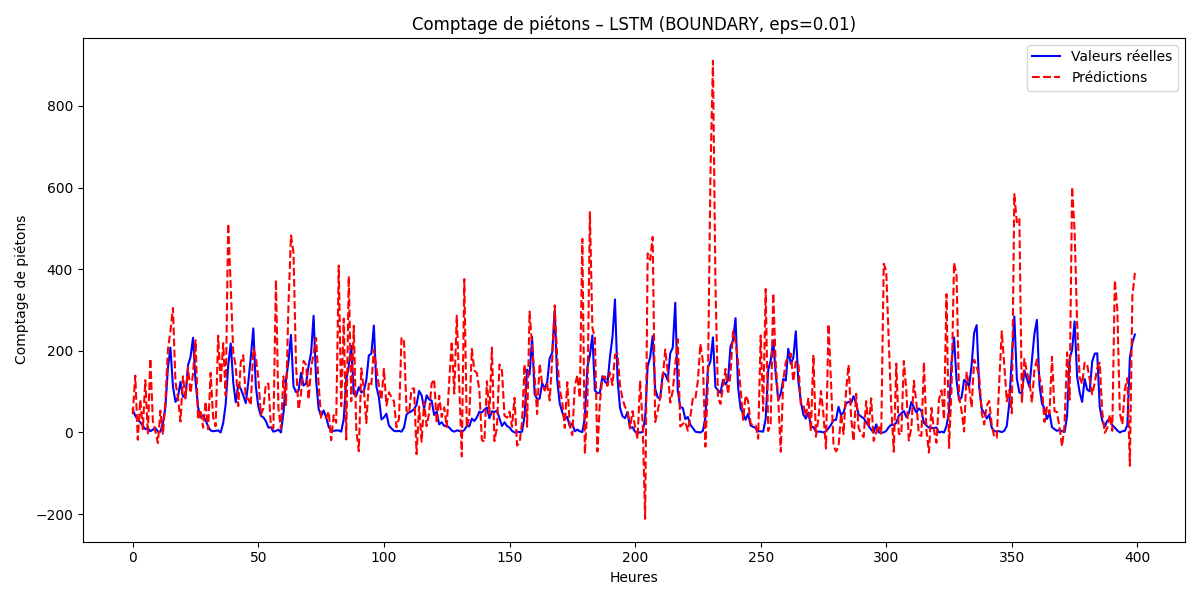 Comptage de piétons – LSTM (BOUNDARY, eps=0.01)
Valeurs réelles
Prédictions
Comptage de piétons
800
600
400
200
0
−200
0 50 100 150 200 250 300 350 400
Heures